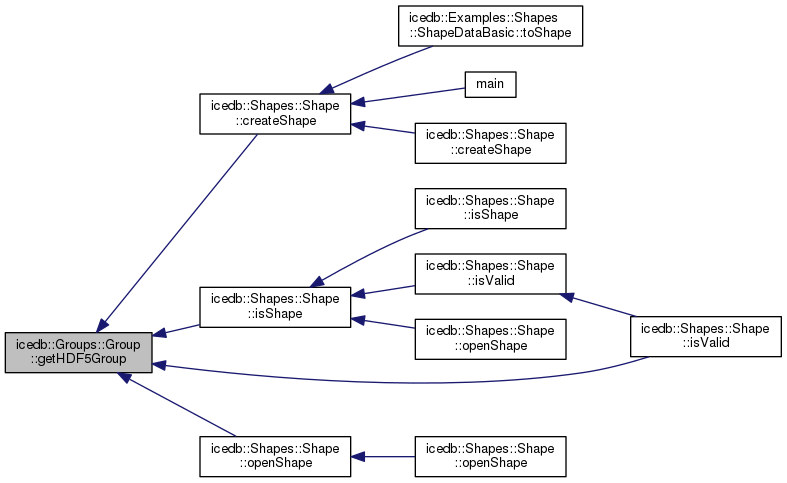 icedb::Examples::Shapes
::ShapeDataBasic::toShape
main
icedb::Shapes::Shape
::createShape
icedb::Shapes::Shape
::createShape
icedb::Shapes::Shape
::isShape
icedb::Shapes::Shape
::isValid
icedb::Shapes::Shape
::isShape
icedb::Shapes::Shape
::openShape
icedb::Shapes::Shape
::isValid
icedb::Groups::Group
::getHDF5Group
icedb::Shapes::Shape
::openShape
icedb::Shapes::Shape
::openShape